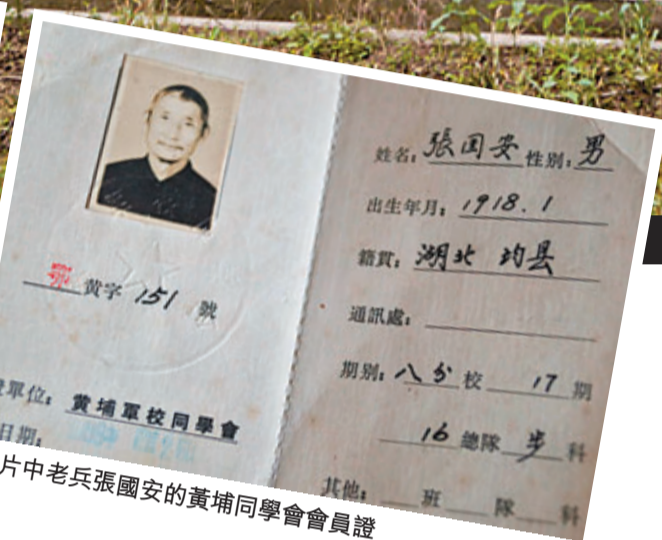 鄂 黄字 151 號
單位：黄埔軍校同學會
日期：
姓名：張国安 性别：男
出生年月：1918.1
籍貫：湖北 均县
通訊處：
期别：八分校 17 期
16 總隊 步 科
其他： 班 隊 科
片中老兵張國安的黃埔同學會會員證